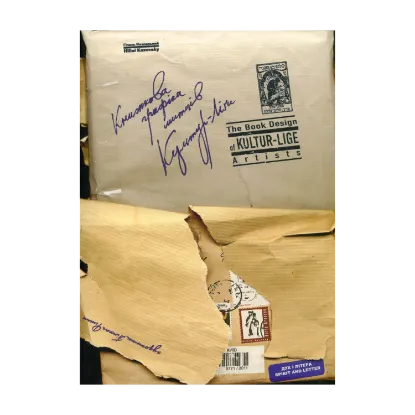 Гілель Казовський
Hillel Kazovsky
Книжкова
графіка
митців
Культур-Ліги
The Book Design
of KULTUR-LIGE
Artists
ДУХ І ЛІТЕРА
SPIRIT AND LETTER